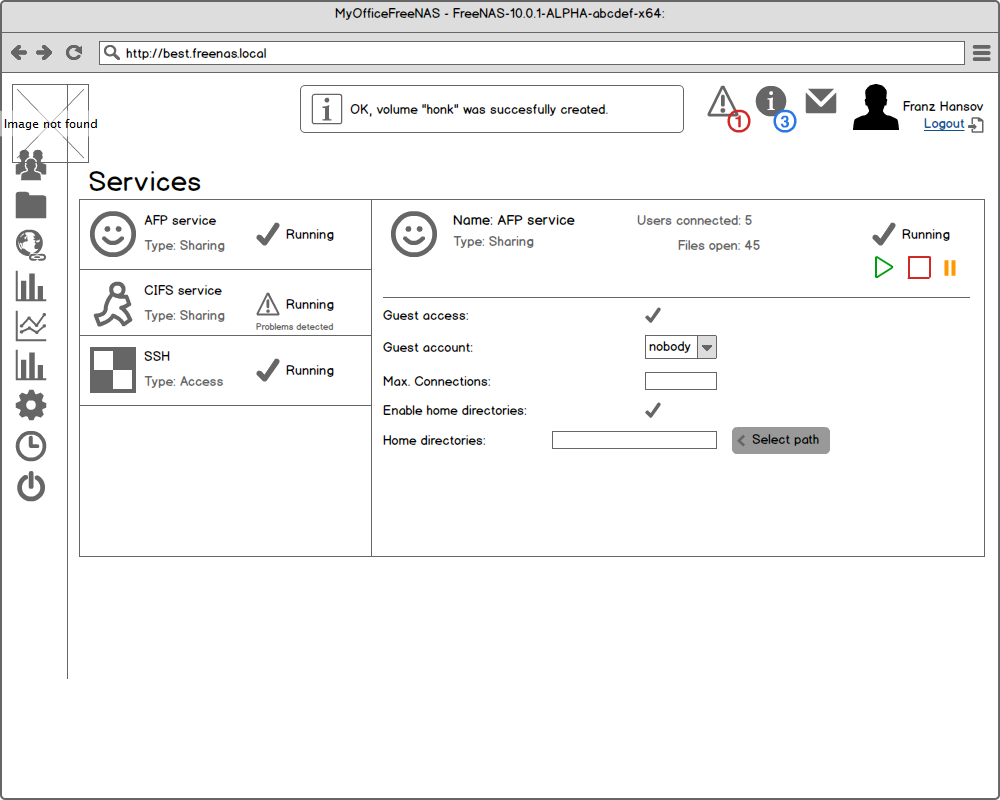 MyOfficeFreeNAS - FreeNAS-10.0.1-ALPHA-abcdef-x64:
http://best.freenas.local
Image not found
OK, volume "honk" was succesfully created.
1
3
Franz Hansov
Logout
Services
AFP service
Type: Sharing
Running
CIFS service
Type: Sharing
Running
Problems detected
SSH
Type: Access
Running
Name: AFP service
Type: Sharing
Users connected: 5
Files open: 45
Running
Guest access:
Guest account:
nobody
Max. Connections:
Enable home directories:
Home directories:
Select path